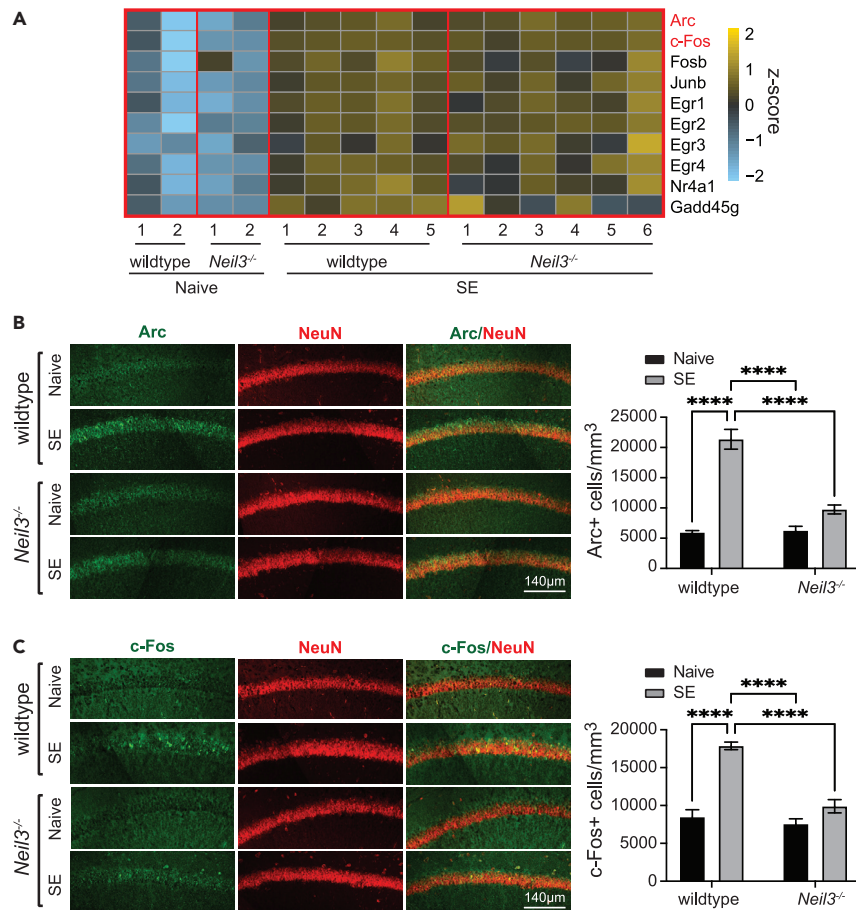 A
Arc
c-Fos
Fosb
Junb
Egr1
Egr2
Egr3
Egr4
Nr4a1
Gadd45g
2
1
0
−1
−2
z-score
1 2 1 2 1 2 3 4 5 1 2 3 4 5 6
wildtype Neil3-/- wildtype Neil3-/-
Naive SE
B
Arc NeuN Arc/NeuN
wildtype
Naive
SE
Neil3-/-
Naive
SE
140µm
Naive
SE
**** 
**** ****
Arc+ cells/mm3
25000
20000
15000
10000
5000
0
wildtype Neil3-/-
C
c-Fos NeuN c-Fos/NeuN
wildtype
Naive
SE
Neil3-/-
Naive
SE
140µm
Naive
SE
****
**** ****
c-Fos+ cells/mm3
20000
15000
10000
5000
0
wildtype Neil3-/-